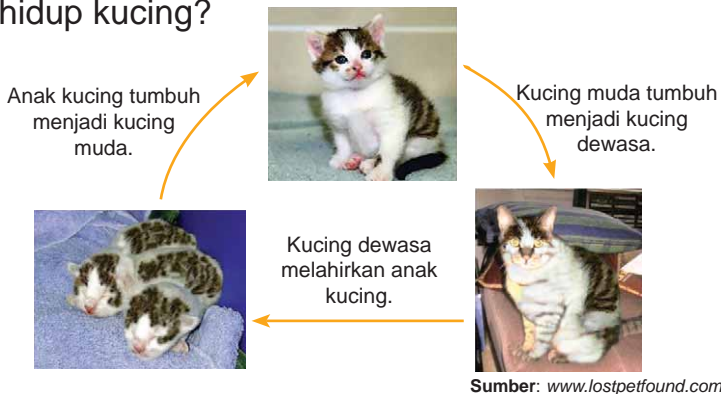 hidup kucing?
Anak kucing tumbuh
menjadi kucing
muda.
Kucing muda tumbuh
menjadi kucing
dewasa.
Kucing dewasa
melahirkan anak
kucing.
Sumber: www.lostpetfound.com